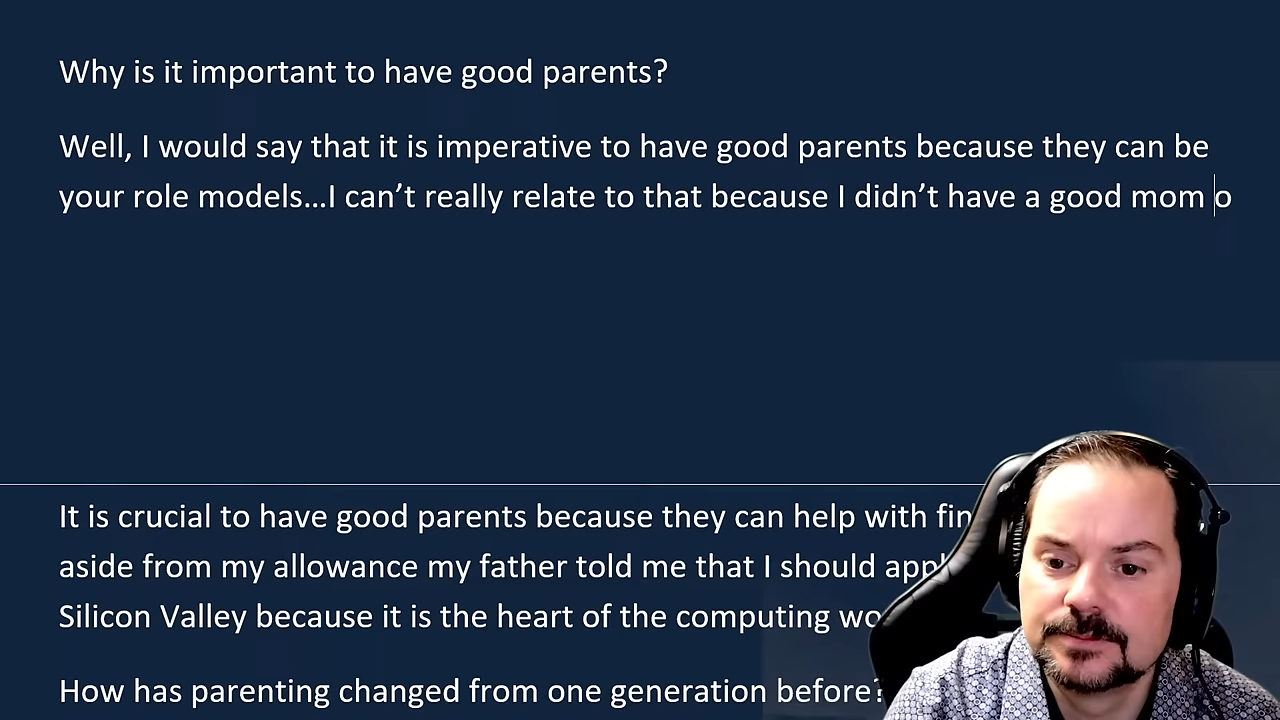 Why is it important to have good parents?
Well, I would say that it is imperative to have good parents because they can be
your role models…I can’t really relate to that because I didn’t have a good mom o
It is crucial to have good parents because they can help with
aside from my allowance my father told me that I should
Silicon Valley because it is the heart of the computing
How has parenting changed from one generation before?